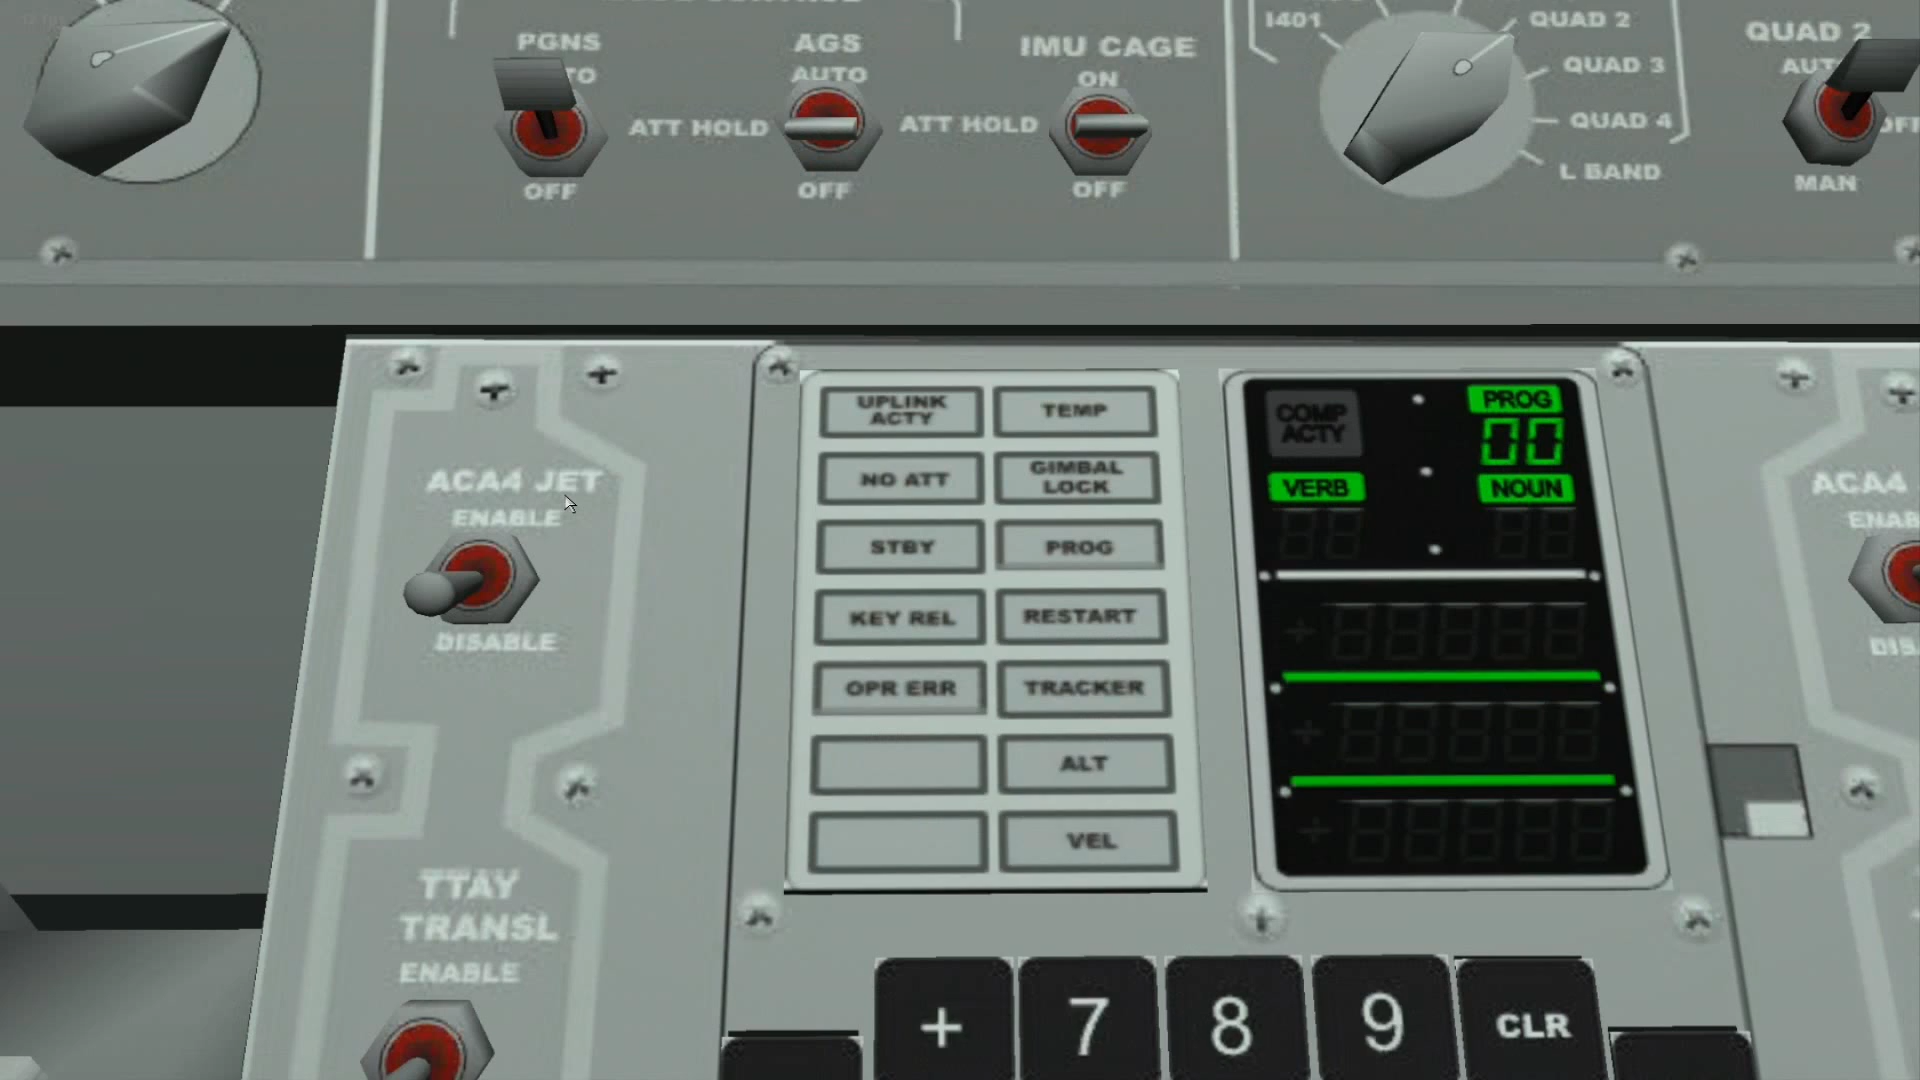 PGNS
AGS
IMU CAGE
I401
QUAD 2
QUAD 2
AUTO
ON
QUAD 3
ATT HOLD
ATT HOLD
QUAD 4
OFF
OFF
OFF
L BAND
MAN
UPLINK
ACTY
TEMP
COMP
ACTY
PROG
00
NO ATT
GIMBAL
LOCK
VERB
NOUN
STBY
PROG
KEY REL
RESTART
OPR ERR
TRACKER
ALT
VEL
ACA4 JET
ENABLE
DISABLE
ACA4
TTAY
TRANSL
ENABLE
+ 7 8 9 CLR